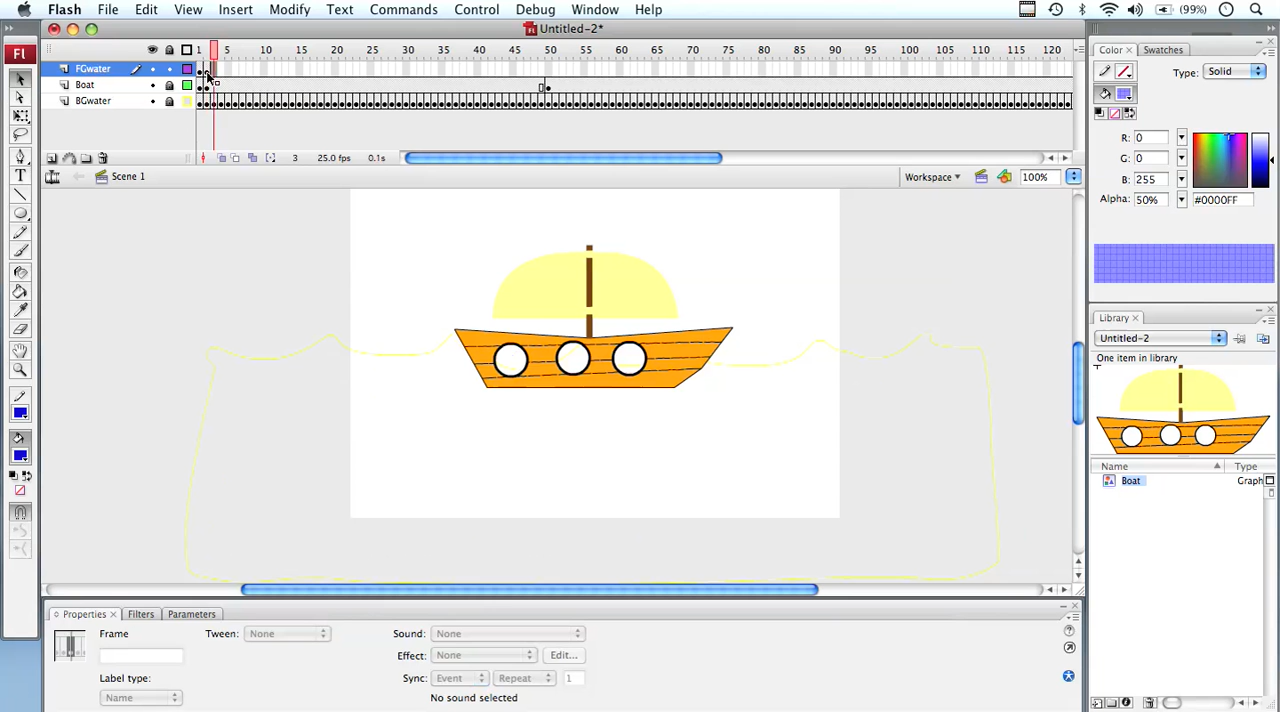 Flash File Edit View Insert Modify Text Commands Control Debug Window Help (99%)
Untitled-2*
1 5 10 15 20 25 30 35 40 45 50 55 60 65 70 75 80 85 90 95 100 105 110 115 120
FGwater
Boat
BGwater
3 25.0 fps 0.1s
Scene 1
Workspace 100%
Fl
T
Color Swatches
Type: Solid
R: 0
G: 0
B: 255
Alpha: 50% #0000FF
Library
Untitled-2
One item in library
Name Type
Boat Graph
Properties Filters Parameters
Frame Tween: None Sound: None
Effect: None Edit...
Label type: Sync: Event Repeat 1
Name No sound selected